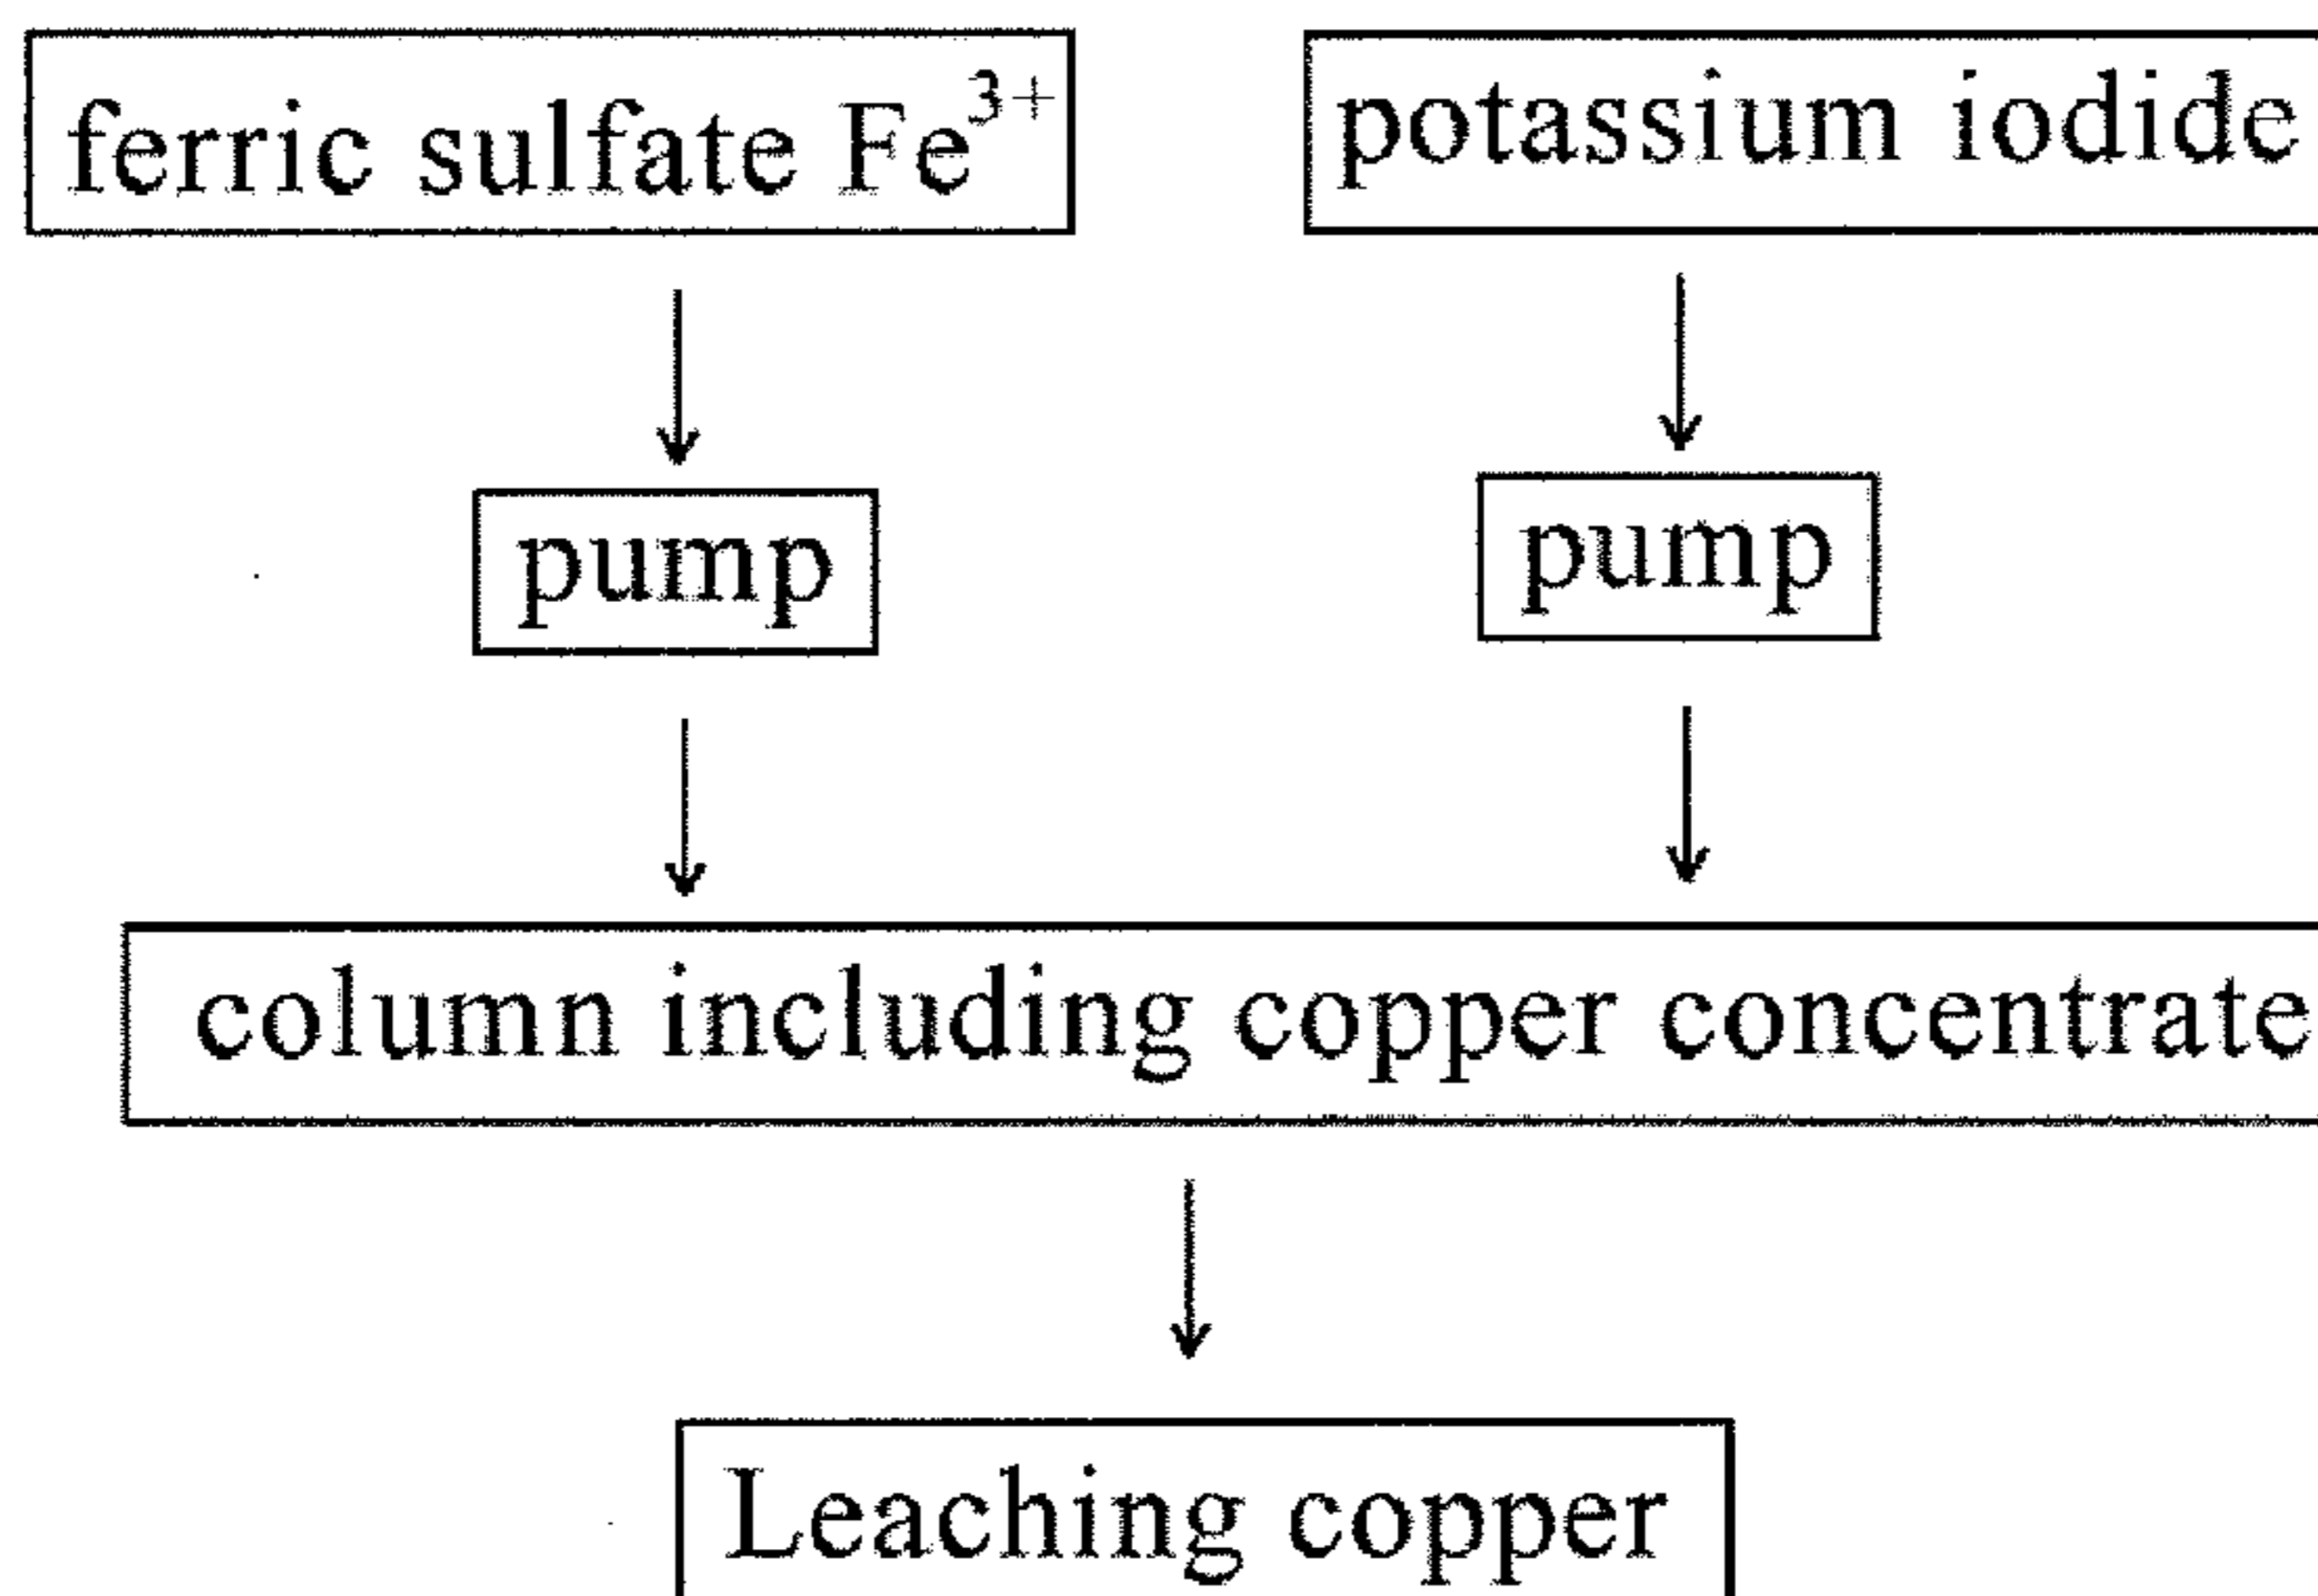 ferric sulfate Fe³⁺
potassium iodide
pump
pump
column including copper concentrate
Leaching copper